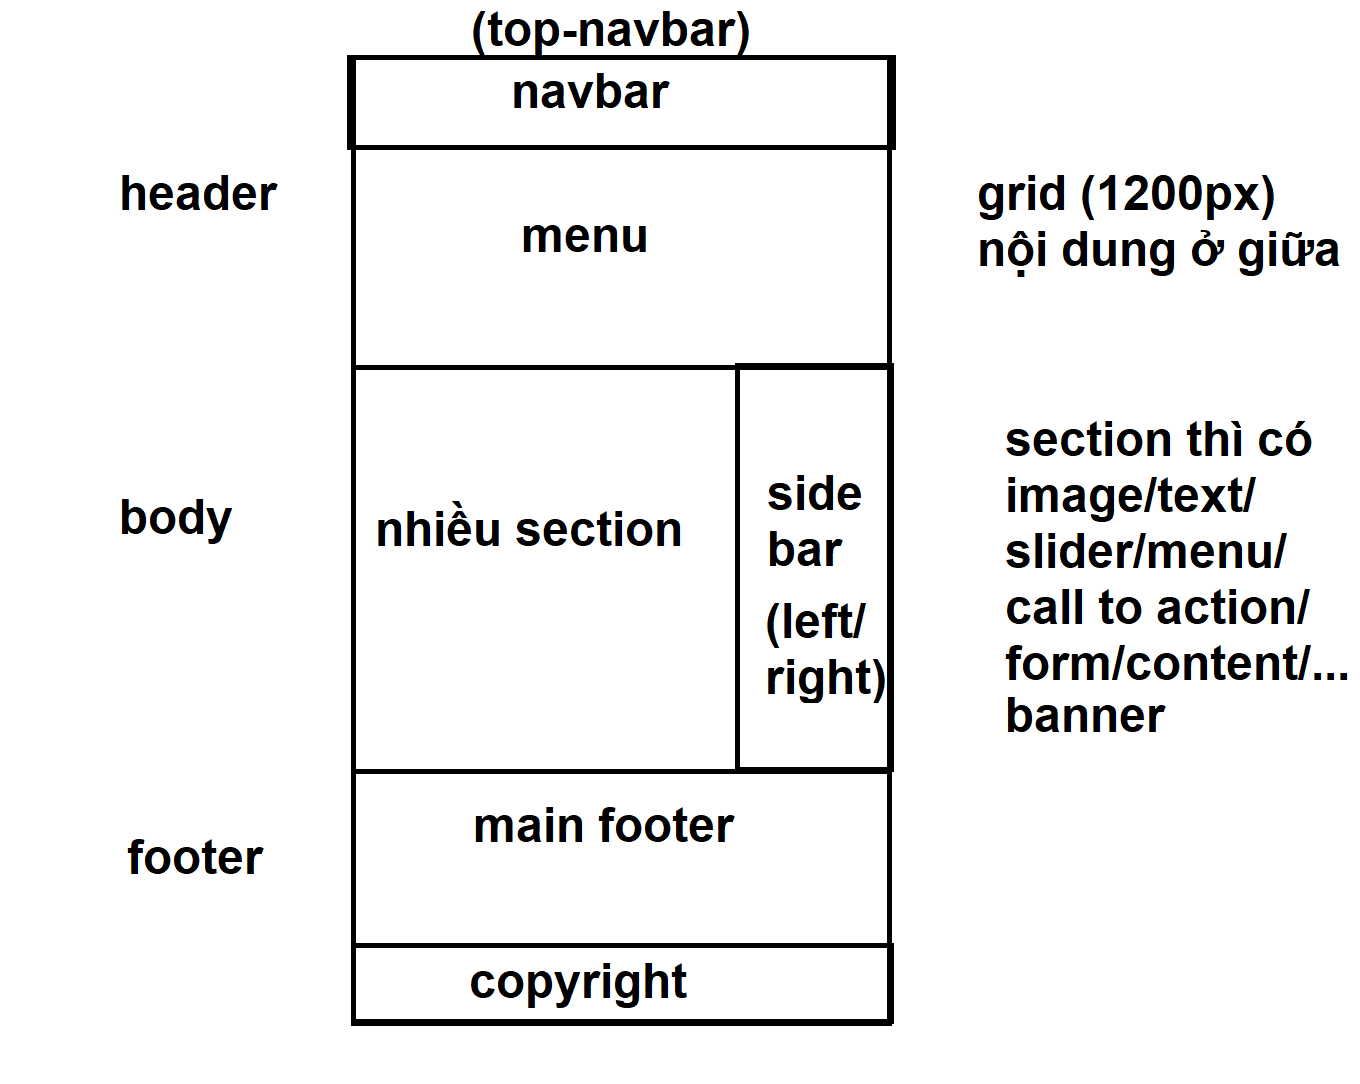 (top-navbar)
navbar
header
menu
grid (1200px)
nội dung ở giữa
body
nhiều section
side
bar
(left/
right)
section thì có
image/text/
slider/menu/
call to action/
form/content/...
banner
footer
main footer
copyright